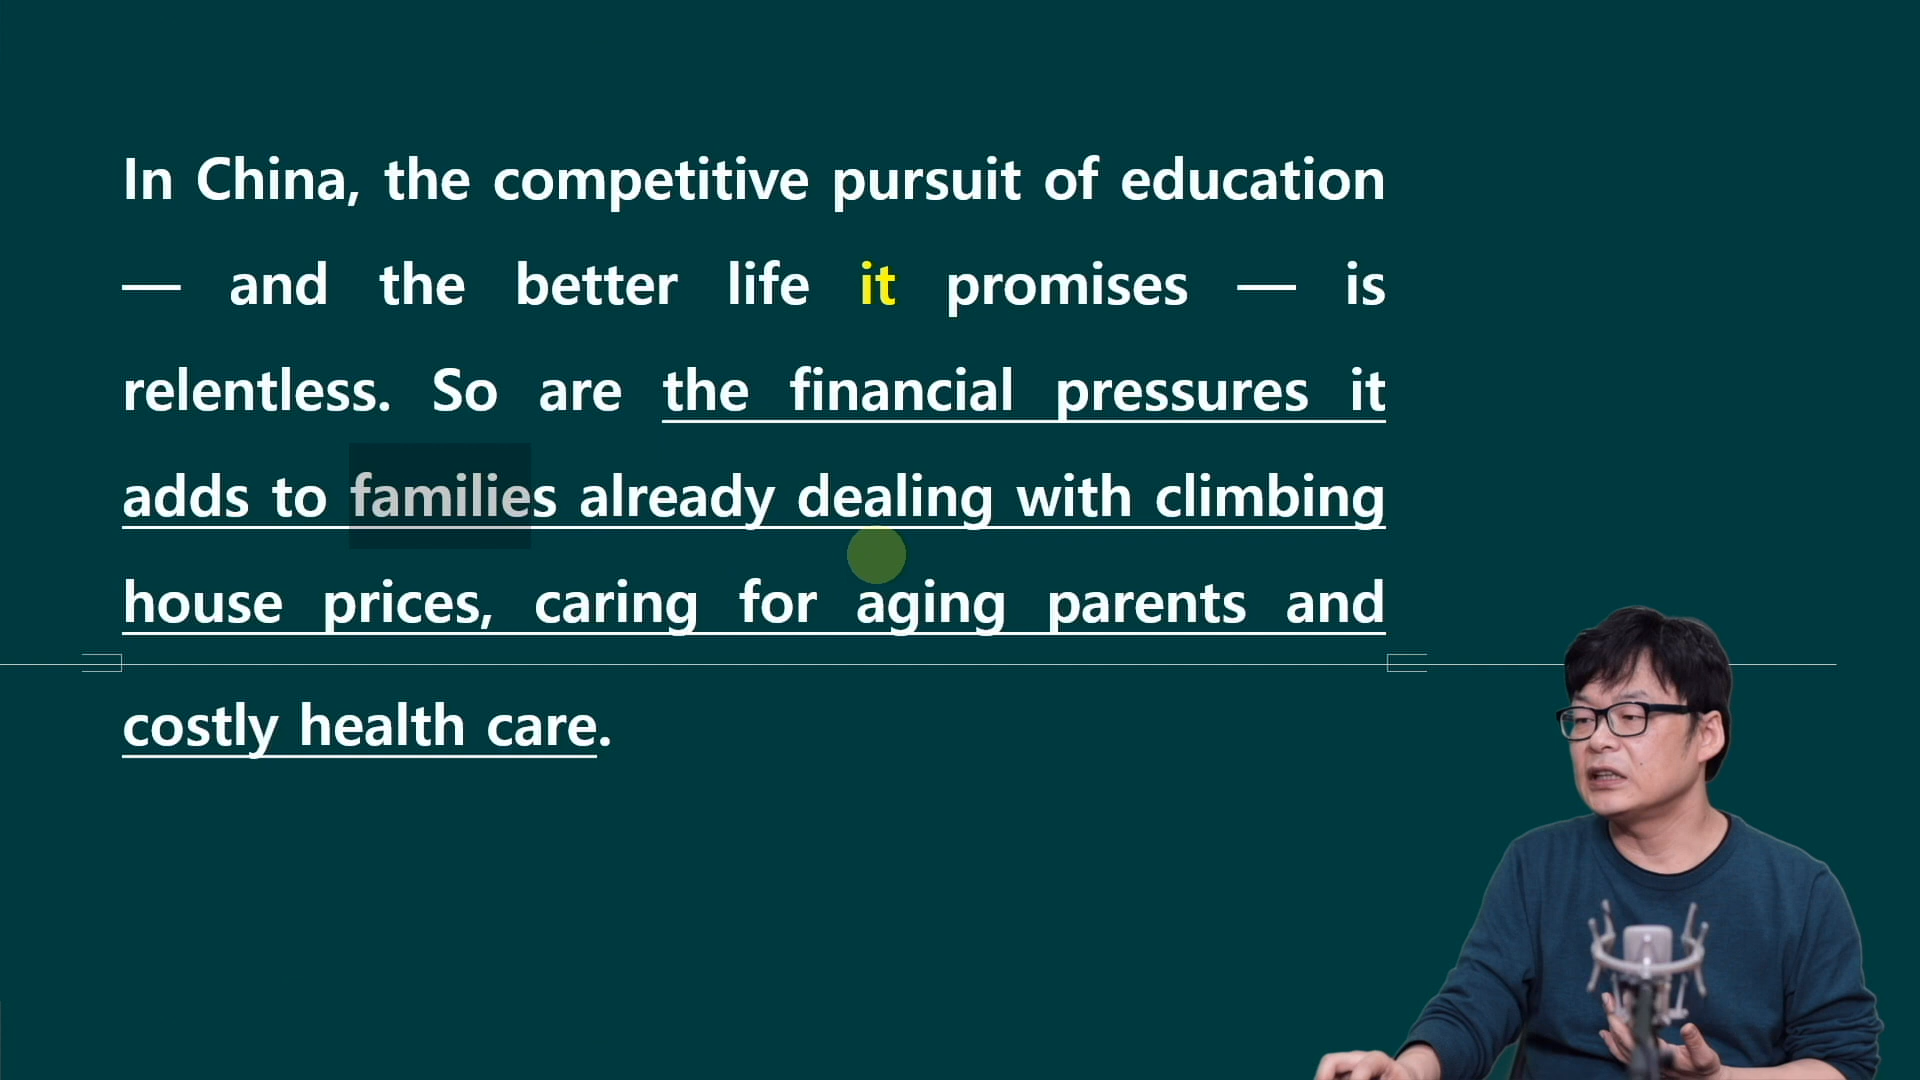 In China, the competitive pursuit of education
— and the better life it promises — is
relentless. So are the financial pressures it
adds to families already dealing with climbing
house prices, caring for aging parents and
costly health care.